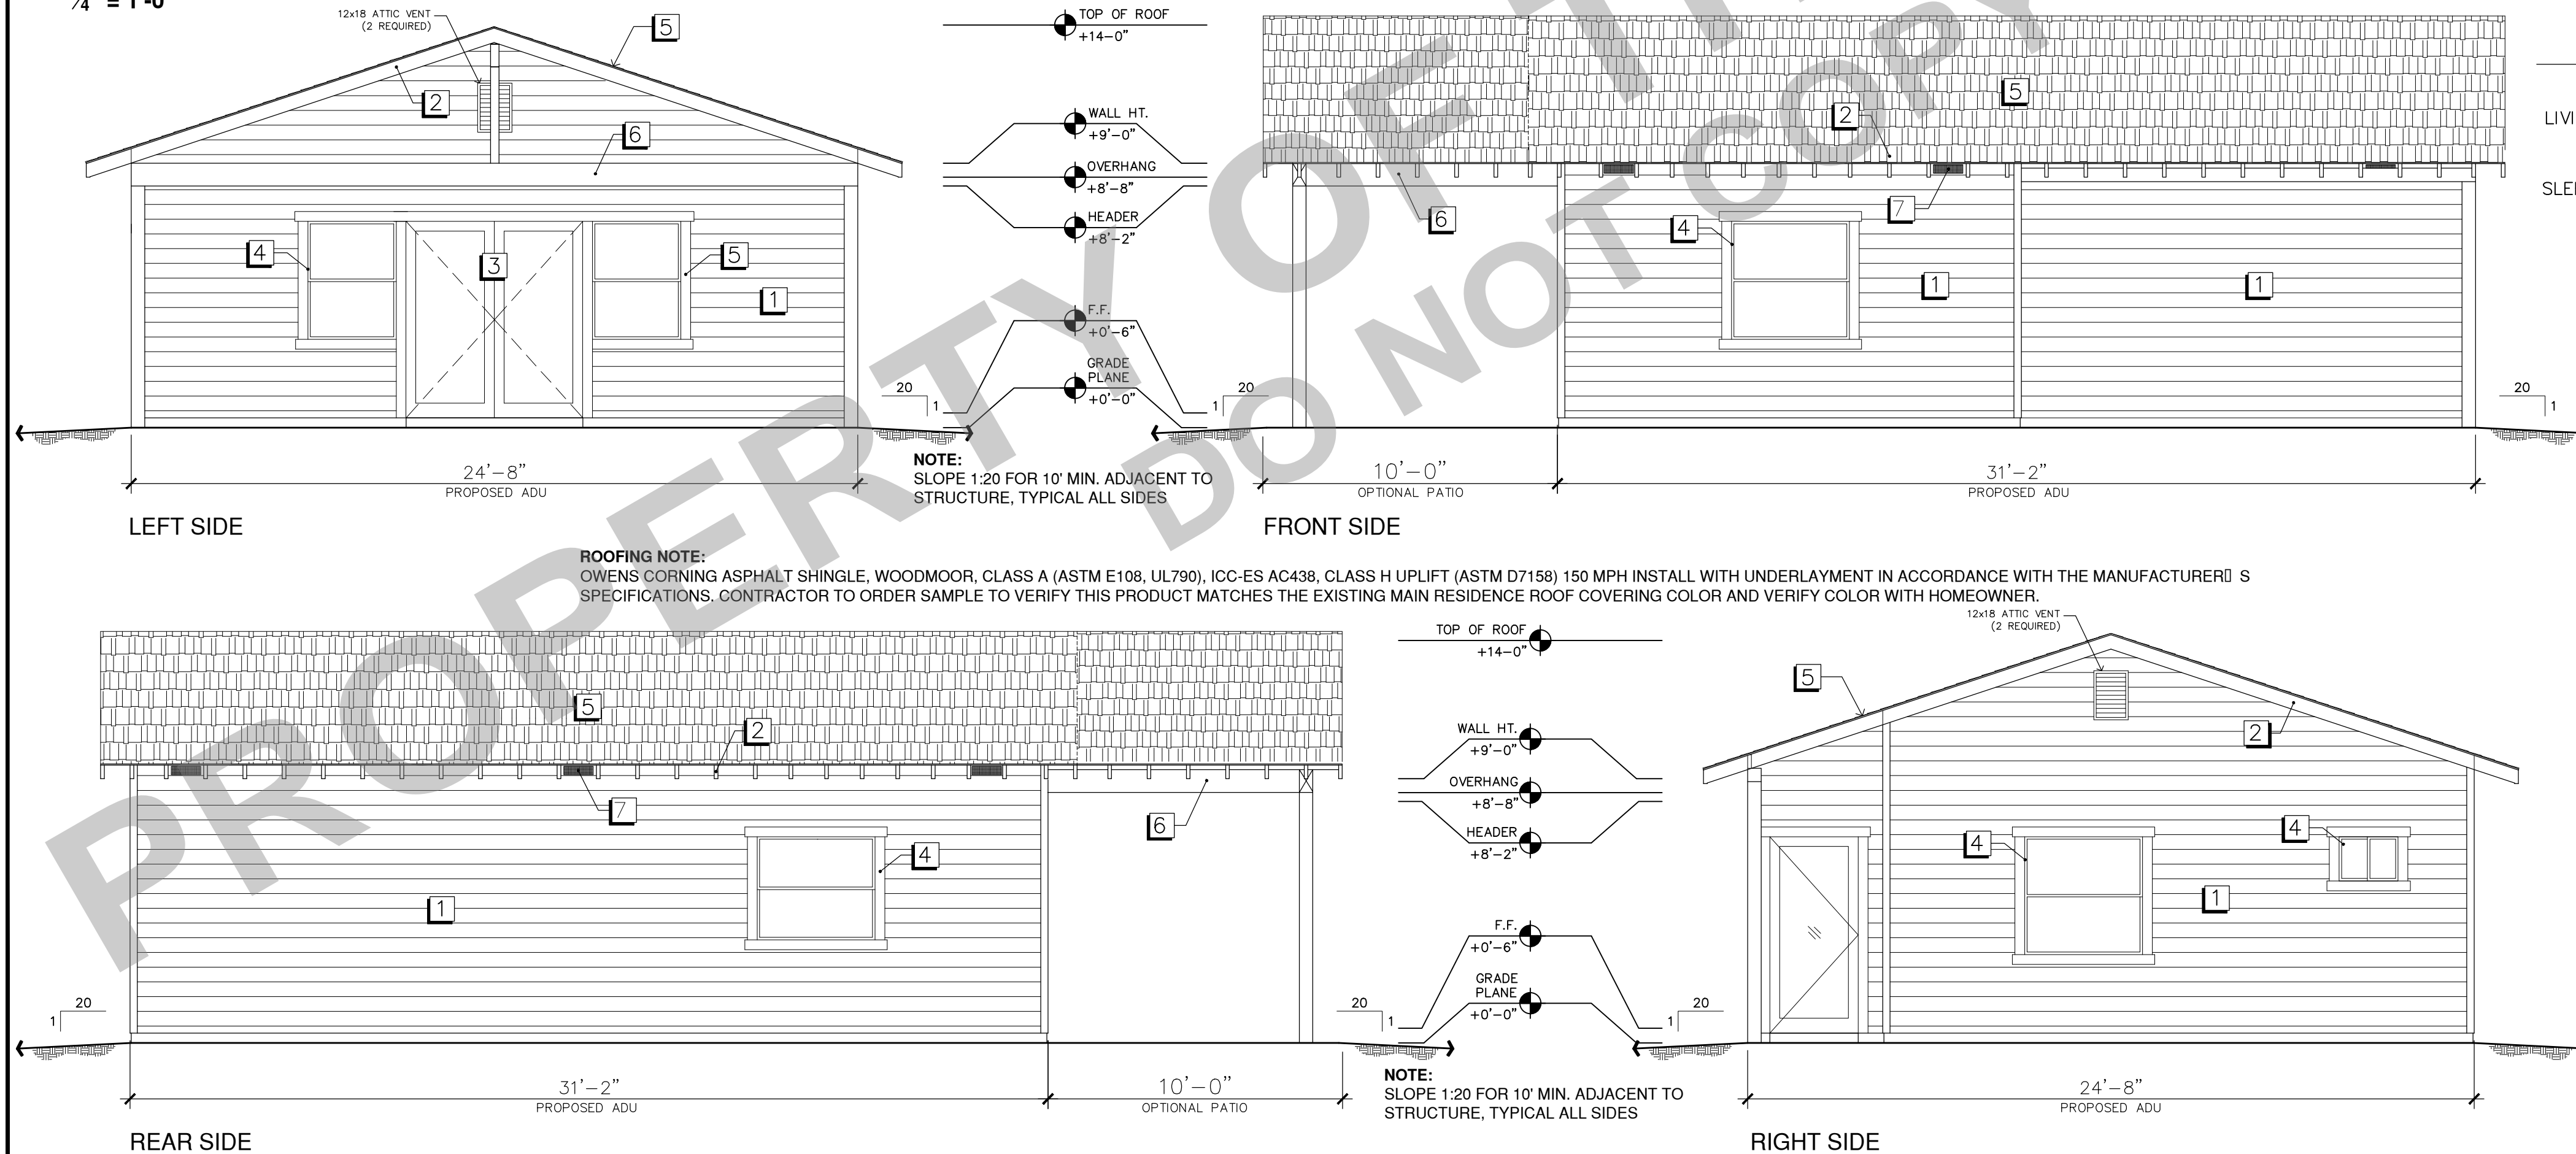 1/4" = 1'-0"
12x18 ATTIC VENT
(2 REQUIRED)
5
2
6
4
3
5
1
TOP OF ROOF
+14-0"
WALL HT.
+9'-0"
OVERHANG
+8'-8"
HEADER
+8'-2"
F.F.
+0'-6"
GRADE
PLANE
+0'-0"
20
1
20
1
24'-8"
PROPOSED ADU
LEFT SIDE
NOTE:
SLOPE 1:20 FOR 10' MIN. ADJACENT TO
STRUCTURE, TYPICAL ALL SIDES
5
2
6
7
4
1
1
20
1
10'-0"
OPTIONAL PATIO
31'-2"
PROPOSED ADU
FRONT SIDE
ROOFING NOTE:
OWENS CORNING ASPHALT SHINGLE, WOODMOOR, CLASS A (ASTM E108, UL790), ICC-ES AC438, CLASS H UPLIFT (ASTM D7158) 150 MPH INSTALL WITH UNDERLAYMENT IN ACCORDANCE WITH THE MANUFACTURER S
SPECIFICATIONS. CONTRACTOR TO ORDER SAMPLE TO VERIFY THIS PRODUCT MATCHES THE EXISTING MAIN RESIDENCE ROOF COVERING COLOR AND VERIFY COLOR WITH HOMEOWNER.
5
2
7
6
4
1
20
1
20
1
31'-2"
PROPOSED ADU
10'-0"
OPTIONAL PATIO
REAR SIDE
TOP OF ROOF
+14-0"
WALL HT.
+9'-0"
OVERHANG
+8'-8"
HEADER
+8'-2"
F.F.
+0'-6"
GRADE
PLANE
+0'-0"
20
1
NOTE:
SLOPE 1:20 FOR 10' MIN. ADJACENT TO
STRUCTURE, TYPICAL ALL SIDES
12x18 ATTIC VENT
(2 REQUIRED)
5
2
4
4
1
24'-8"
PROPOSED ADU
RIGHT SIDE
PROPERTY OF
DO NOT COPY